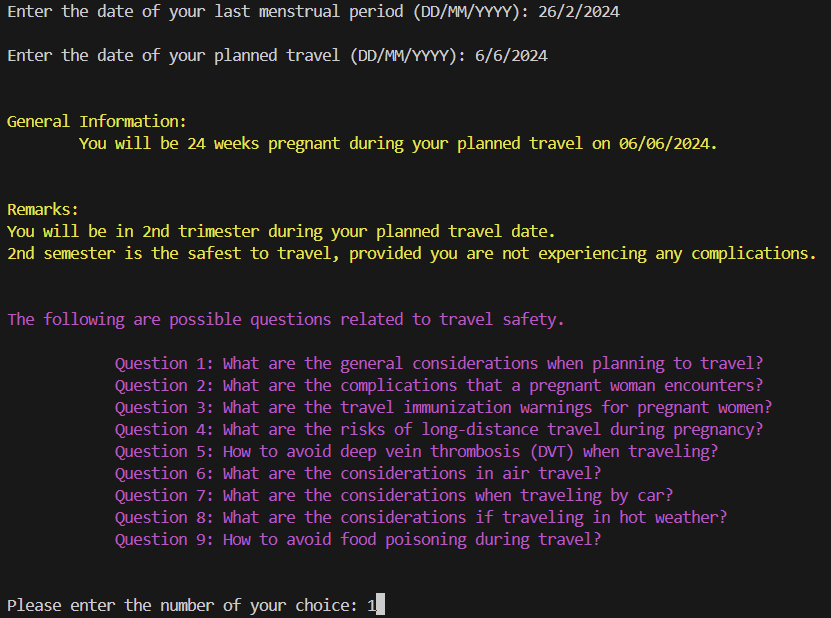 Enter the date of your last menstrual period (DD/MM/YYYY): 26/2/2024
Enter the date of your planned travel (DD/MM/YYYY): 6/6/2024
General Information:
You will be 24 weeks pregnant during your planned travel on 06/06/2024.
Remarks:
You will be in 2nd trimester during your planned travel date.
2nd semester is the safest to travel, provided you are not experiencing any complications.
The following are possible questions related to travel safety.
Question 1: What are the general considerations when planning to travel?
Question 2: What are the complications that a pregnant woman encounters?
Question 3: What are the travel immunization warnings for pregnant women?
Question 4: What are the risks of long-distance travel during pregnancy?
Question 5: How to avoid deep vein thrombosis (DVT) when traveling?
Question 6: What are the considerations in air travel?
Question 7: What are the considerations when traveling by car?
Question 8: What are the considerations if traveling in hot weather?
Question 9: How to avoid food poisoning during travel?
Please enter the number of your choice: 1